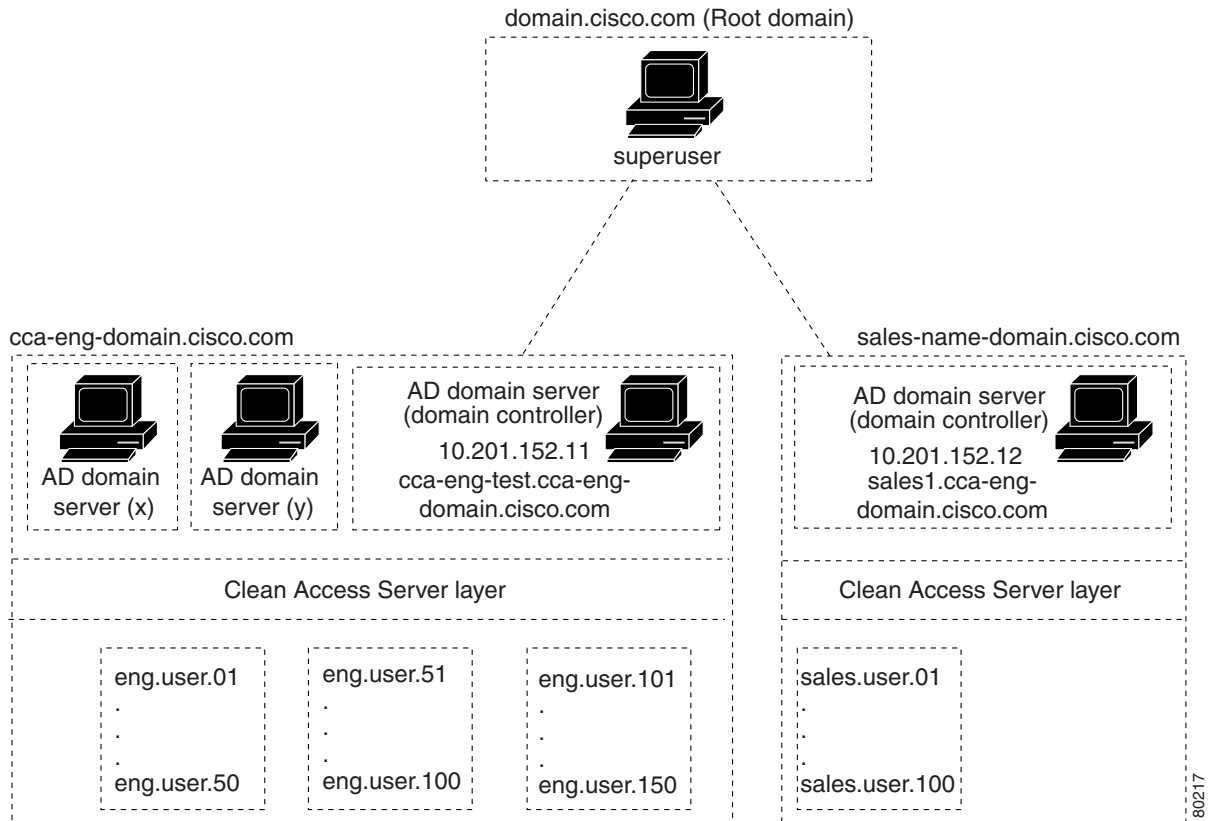 domain.cisco.com (Root domain)
superuser
cca-eng-domain.cisco.com
AD domain
server (x)
AD domain
server (y)
AD domain server
(domain controller)
10.201.152.11
cca-eng-test.cca-eng-
domain.cisco.com
sales-name-domain.cisco.com
AD domain server
(domain controller)
10.201.152.12
sales1.cca-eng-
domain.cisco.com
Clean Access Server layer
Clean Access Server layer
eng.user.01
.
.
.
eng.user.50
eng.user.51
.
.
.
eng.user.100
eng.user.101
.
.
.
eng.user.150
sales.user.01
.
.
.
sales.user.100
80217